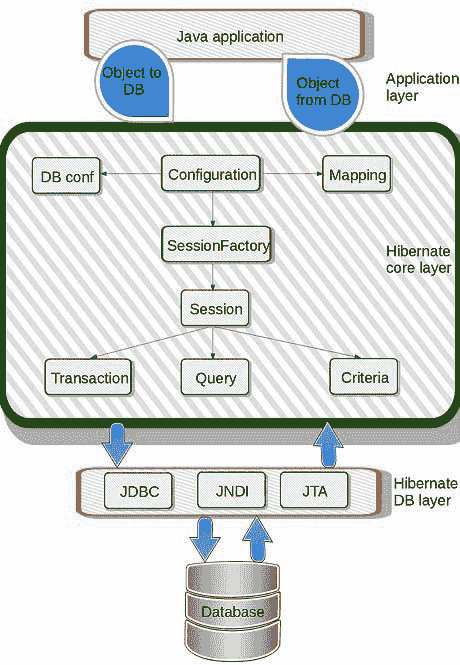 Java application
Object to
DB
Object
from DB
Application
layer
DB conf
Configuration
Mapping
SessionFactory
Hibernate
core layer
Session
Transaction
Query
Criteria
JDBC
JNDI
JTA
Hibernate
DB layer
Database